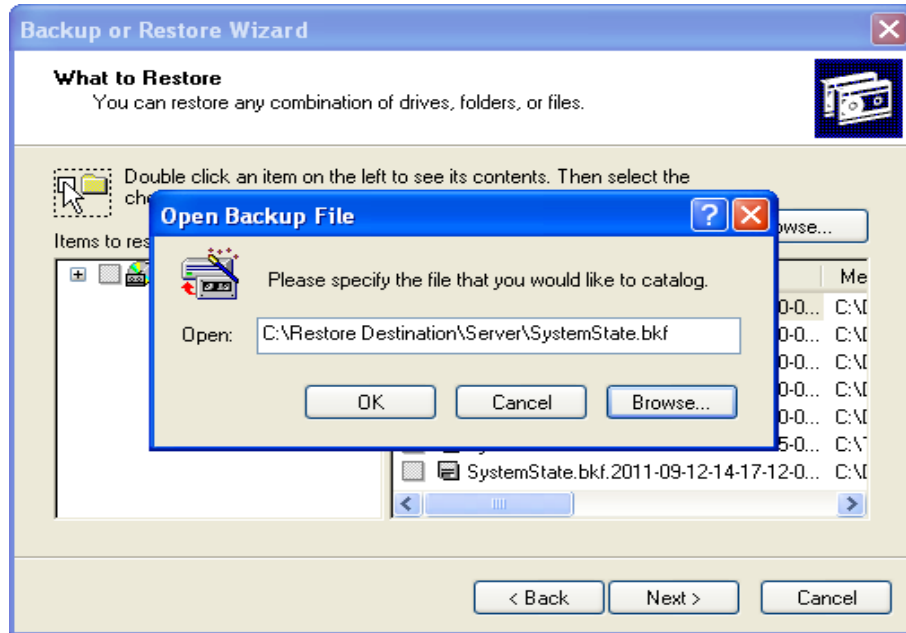 Backup or Restore Wizard
What to Restore
You can restore any combination of drives, folders, or files.
Double click an item on the left to see its contents. Then select the
Open Backup File
Items to res
Me
Please specify the file that you would like to catalog.
Open: C:\Restore Destination\Server\SystemState.bkf
OK Cancel Browse...
SystemState.bkf.2011-09-12-14-17-12-0...
< Back Next > Cancel